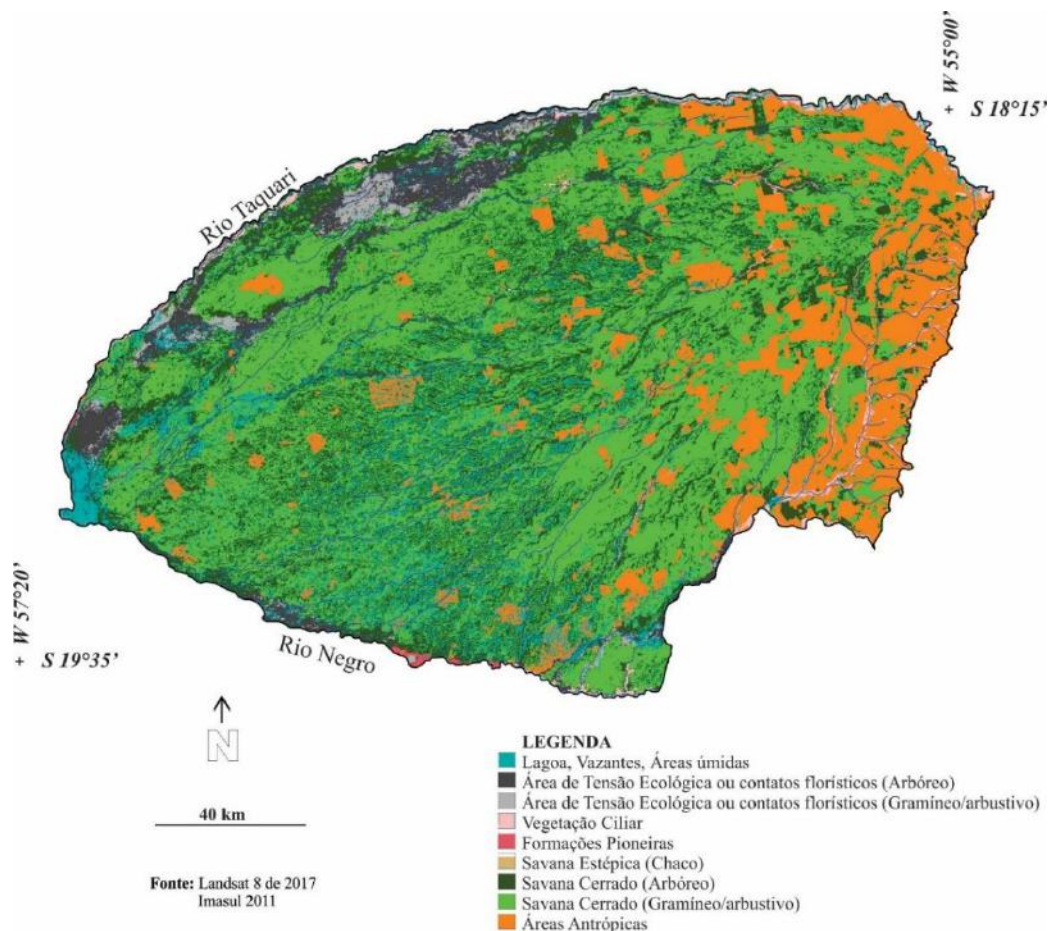 + W 55°00’
S 18°15’
Rio Taquari
+ W 57°20’
S 19°35’
Rio Negro
N
40 km
Fonte: Landsat 8 de 2017
Imasul 2011
LEGENDA
Lagoa, Vazantes, Áreas úmidas
Área de Tensão Ecológica ou contatos florísticos (Arbóreo)
Área de Tensão Ecológica ou contatos florísticos (Gramíneo/arbustivo)
Vegetação Ciliar
Formações Pioneiras
Savana Estépica (Chaco)
Savana Cerrado (Arbóreo)
Savana Cerrado (Gramíneo/arbustivo)
Áreas Antrópicas